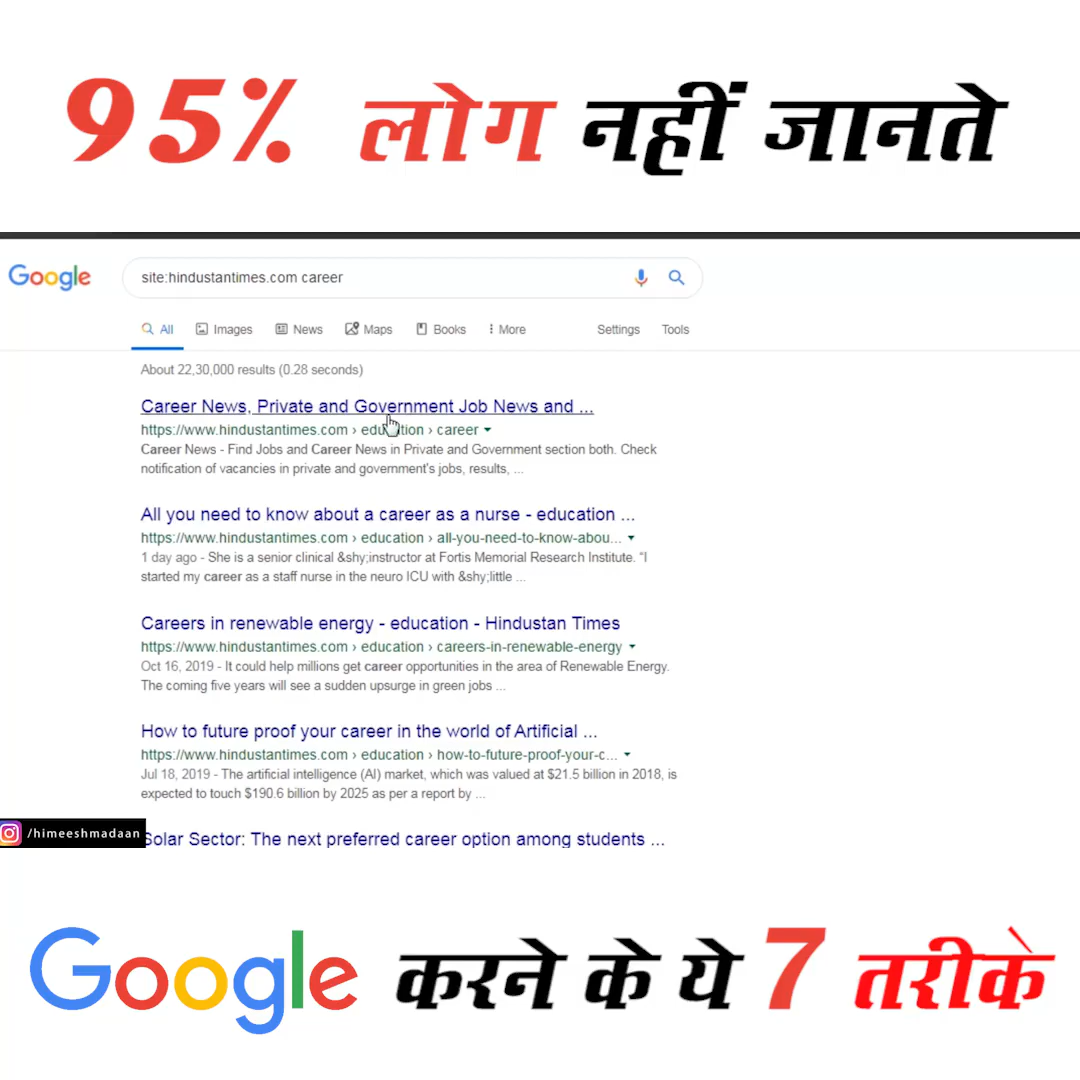 95% लोग नहीं जानते
Google
site:hindustantimes.com career
All Images News Maps Books More Settings Tools
About 22,30,000 results (0.28 seconds)
Career News, Private and Government Job News and ...
https://www.hindustantimes.com › education › career
Career News - Find Jobs and Career News in Private and Government section both. Check
notification of vacancies in private and government's jobs, results, ...
All you need to know about a career as a nurse - education ...
https://www.hindustantimes.com › education › all-you-need-to-know-abou...
1 day ago - She is a senior clinical &shy;instructor at Fortis Memorial Research Institute. “I
started my career as a staff nurse in the neuro ICU with &shy;little ...
Careers in renewable energy - education - Hindustan Times
https://www.hindustantimes.com › education › careers-in-renewable-energy
Oct 16, 2019 - It could help millions get career opportunities in the area of Renewable Energy.
The coming five years will see a sudden upsurge in green jobs ...
How to future proof your career in the world of Artificial ...
https://www.hindustantimes.com › education › how-to-future-proof-your-c...
Jul 18, 2019 - The artificial intelligence (AI) market, which was valued at $21.5 billion in 2018, is
expected to touch $190.6 billion by 2025 as per a report by ...
/himeeshmadaan
Solar Sector: The next preferred career option among students ...
Google करने के ये 7 तरीके